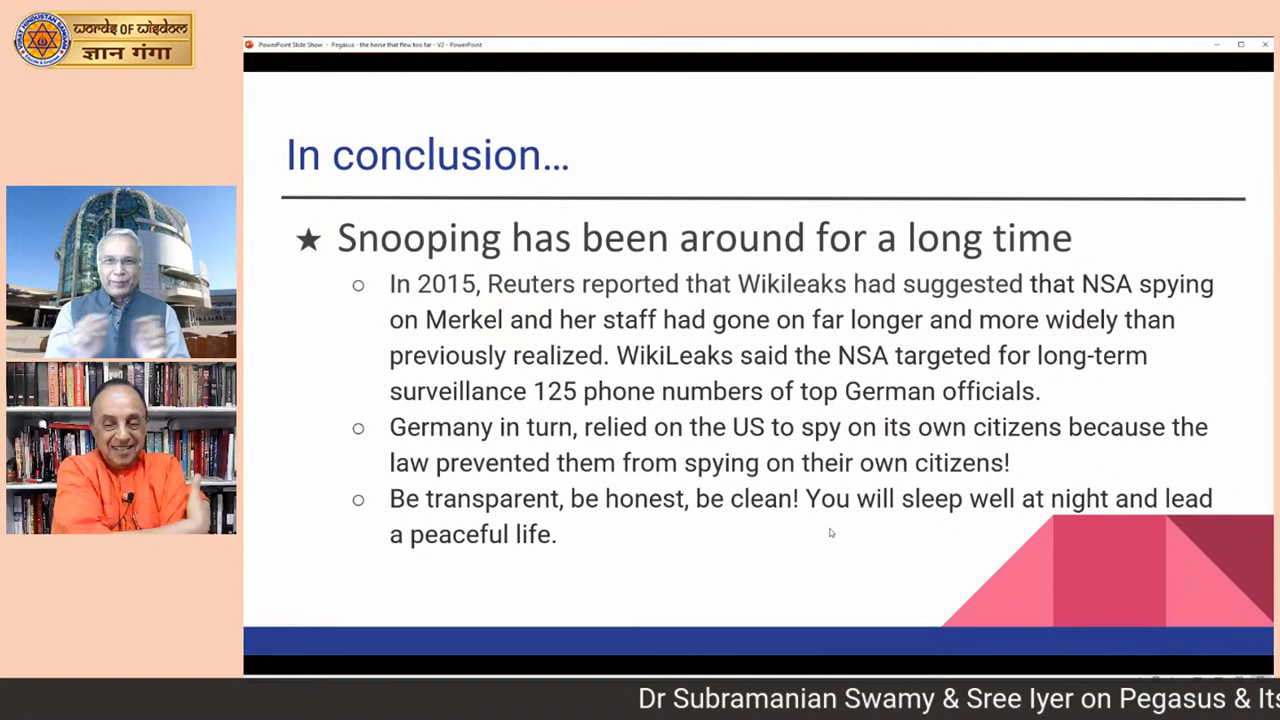 WORDS OF WISDOM
ज्ञान गंगा
PowerPoint Slide Show - Pegasus - the horse that flew too far - V2 - PowerPoint
In conclusion…
★ Snooping has been around for a long time
○ In 2015, Reuters reported that Wikileaks had suggested that NSA spying
on Merkel and her staff had gone on far longer and more widely than
previously realized. WikiLeaks said the NSA targeted for long-term
surveillance 125 phone numbers of top German officials.
○ Germany in turn, relied on the US to spy on its own citizens because the
law prevented them from spying on their own citizens!
○ Be transparent, be honest, be clean! You will sleep well at night and lead
a peaceful life.
Dr Subramanian Swamy & Sree Iyer on Pegasus & Its